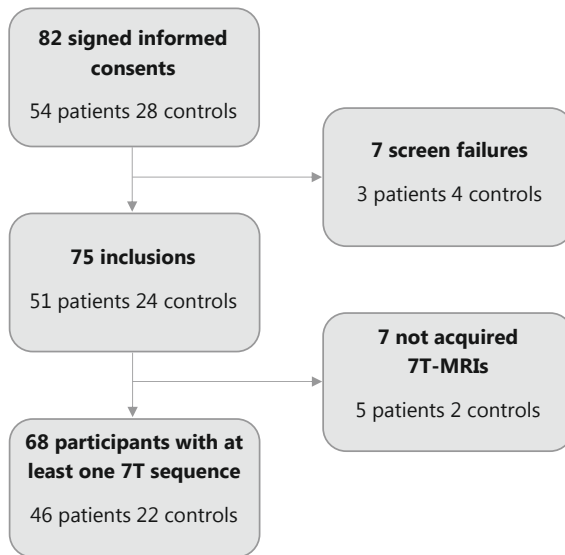 82 signed informed
consents
54 patients 28 controls
7 screen failures
3 patients 4 controls
75 inclusions
51 patients 24 controls
7 not acquired
7T-MRIs
5 patients 2 controls
68 participants with at
least one 7T sequence
46 patients 22 controls